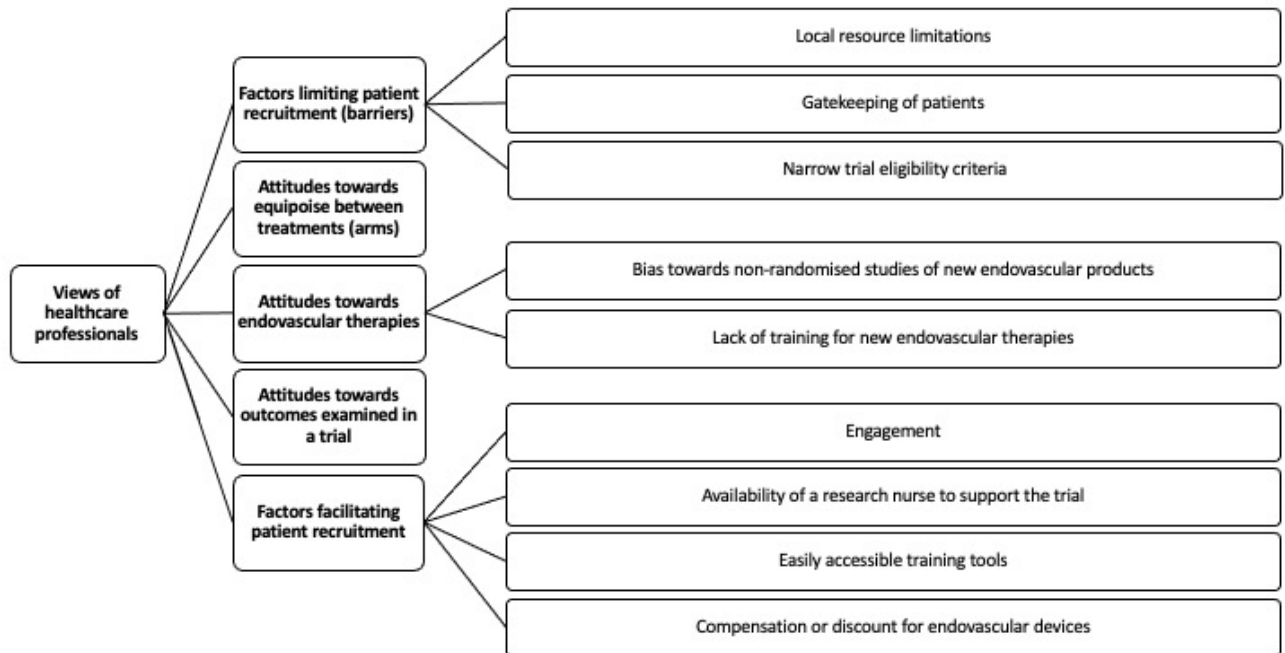 Views of
healthcare
professionals
Factors limiting patient
recruitment (barriers)
Local resource limitations
Gatekeeping of patients
Narrow trial eligibility criteria
Attitudes towards
equipoise between
treatments (arms)
Attitudes towards
endovascular therapies
Bias towards non-randomised studies of new endovascular products
Lack of training for new endovascular therapies
Attitudes towards
outcomes examined in
a trial
Factors facilitating
patient recruitment
Engagement
Availability of a research nurse to support the trial
Easily accessible training tools
Compensation or discount for endovascular devices